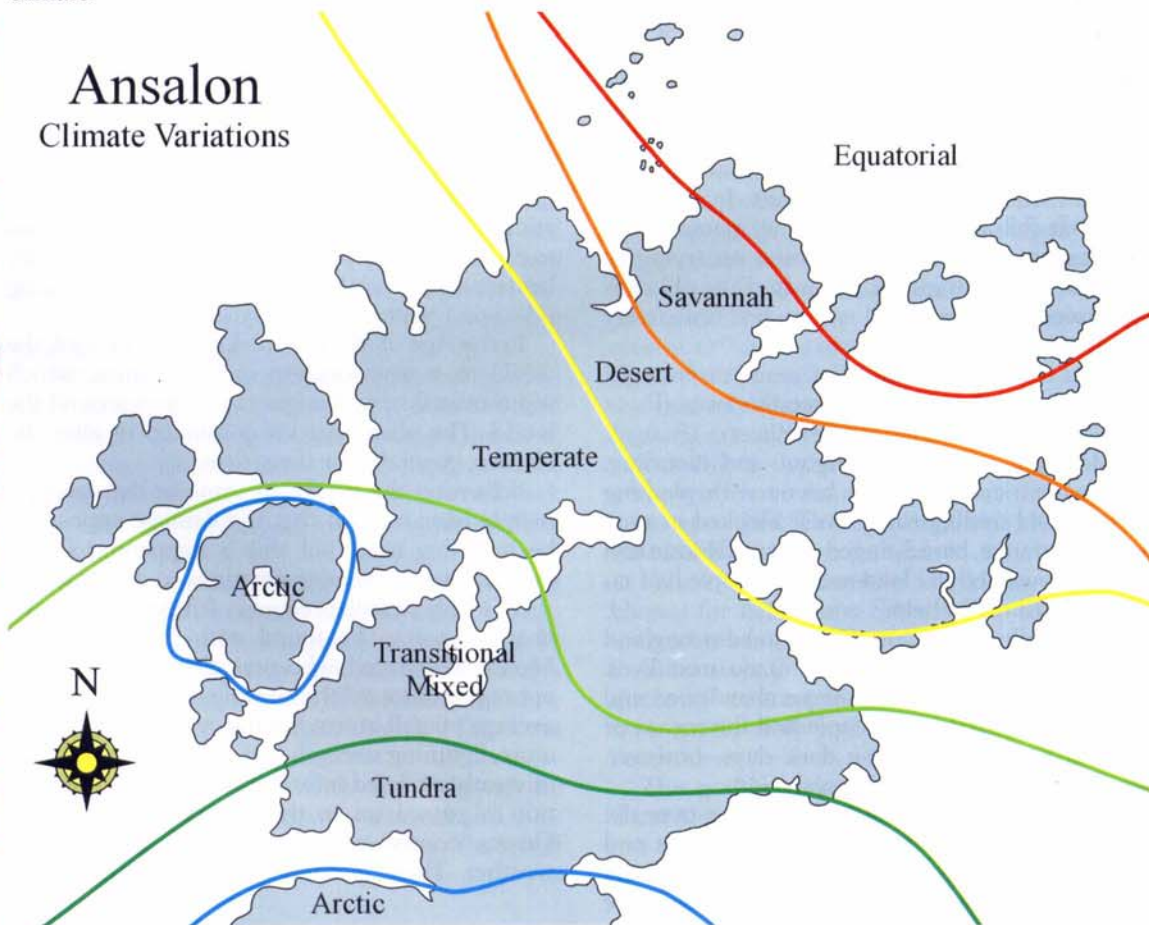 Ansalon
Climate Variations
Equatorial
Savannah
Desert
Temperate
Arctic
Transitional
Mixed
N
Tundra
Arctic